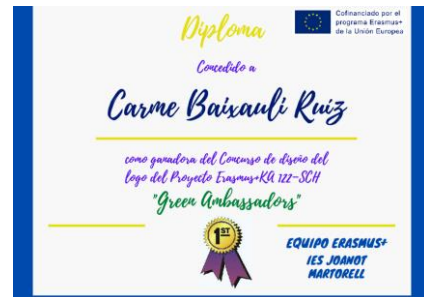 Diploma
Cofinanciado por el
programa Erasmus+
de la Unión Europea
Concedido a
Carme Baixauli Ruiz
como ganadora del Concurso de diseño del
logo del Proyecto Erasmus+KA 122-SCH
"Green Ambassadors"
1ST
EQUIPO ERASMUS+
IES JOANOT
MARTORELL